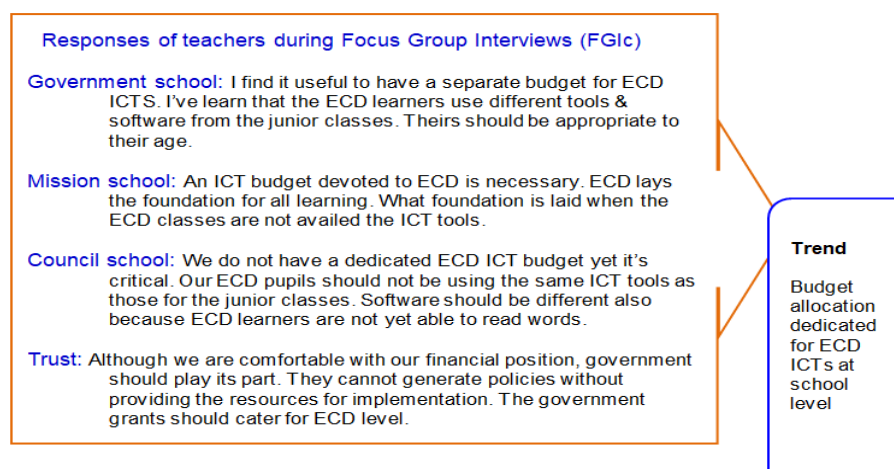 Responses of teachers during Focus Group Interviews (FGIc)
Government school: I find it useful to have a separate budget for ECD
ICTS. I've learn that the ECD learners use different tools &
software from the junior classes. Theirs should be appropriate to
their age.
Mission school: An ICT budget devoted to ECD is necessary. ECD lays
the foundation for all learning. What foundation is laid when the
ECD classes are not availed the ICT tools.
Council school: We do not have a dedicated ECD ICT budget yet it's
critical. Our ECD pupils should not be using the same ICT tools as
those for the junior classes. Software should be different also
because ECD learners are not yet able to read words.
Trust: Although we are comfortable with our financial position, government
should play its part. They cannot generate policies without
providing the resources for implementation. The government
grants should cater for ECD level.
Trend
Budget
allocation
dedicated
for ECD
ICTs at
school
level